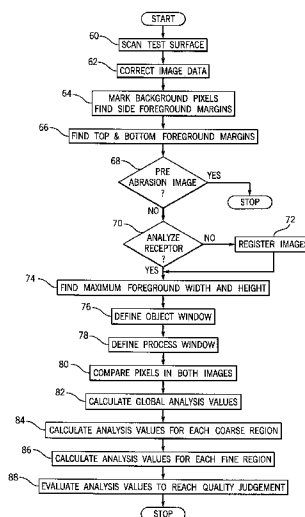 START
60
SCAN TEST SURFACE
62
CORRECT IMAGE DATA
64
MARK BACKGROUND PIXELS
FIND SIDE FOREGROUND MARGINS
66
FIND TOP & BOTTOM FOREGROUND MARGINS
68
PRE
ABRASION IMAGE
?
YES
STOP
NO
70
ANALYZE
RECEPTOR
?
NO
72
REGISTER IMAGES
YES
74
FIND MAXIMUM FOREGROUND WIDTH AND HEIGHT
76
DEFINE OBJECT WINDOW
78
DEFINE PROCESS WINDOW
80
COMPARE PIXELS IN BOTH IMAGES
82
CALCULATE GLOBAL ANALYSIS VALUES
84
CALCULATE ANALYSIS VALUES FOR EACH COARSE REGION
86
CALCULATE ANALYSIS VALUES FOR EACH FINE REGION
88
EVALUATE ANALYSIS VALUES TO REACH QUALITY JUDGEMENT
STOP